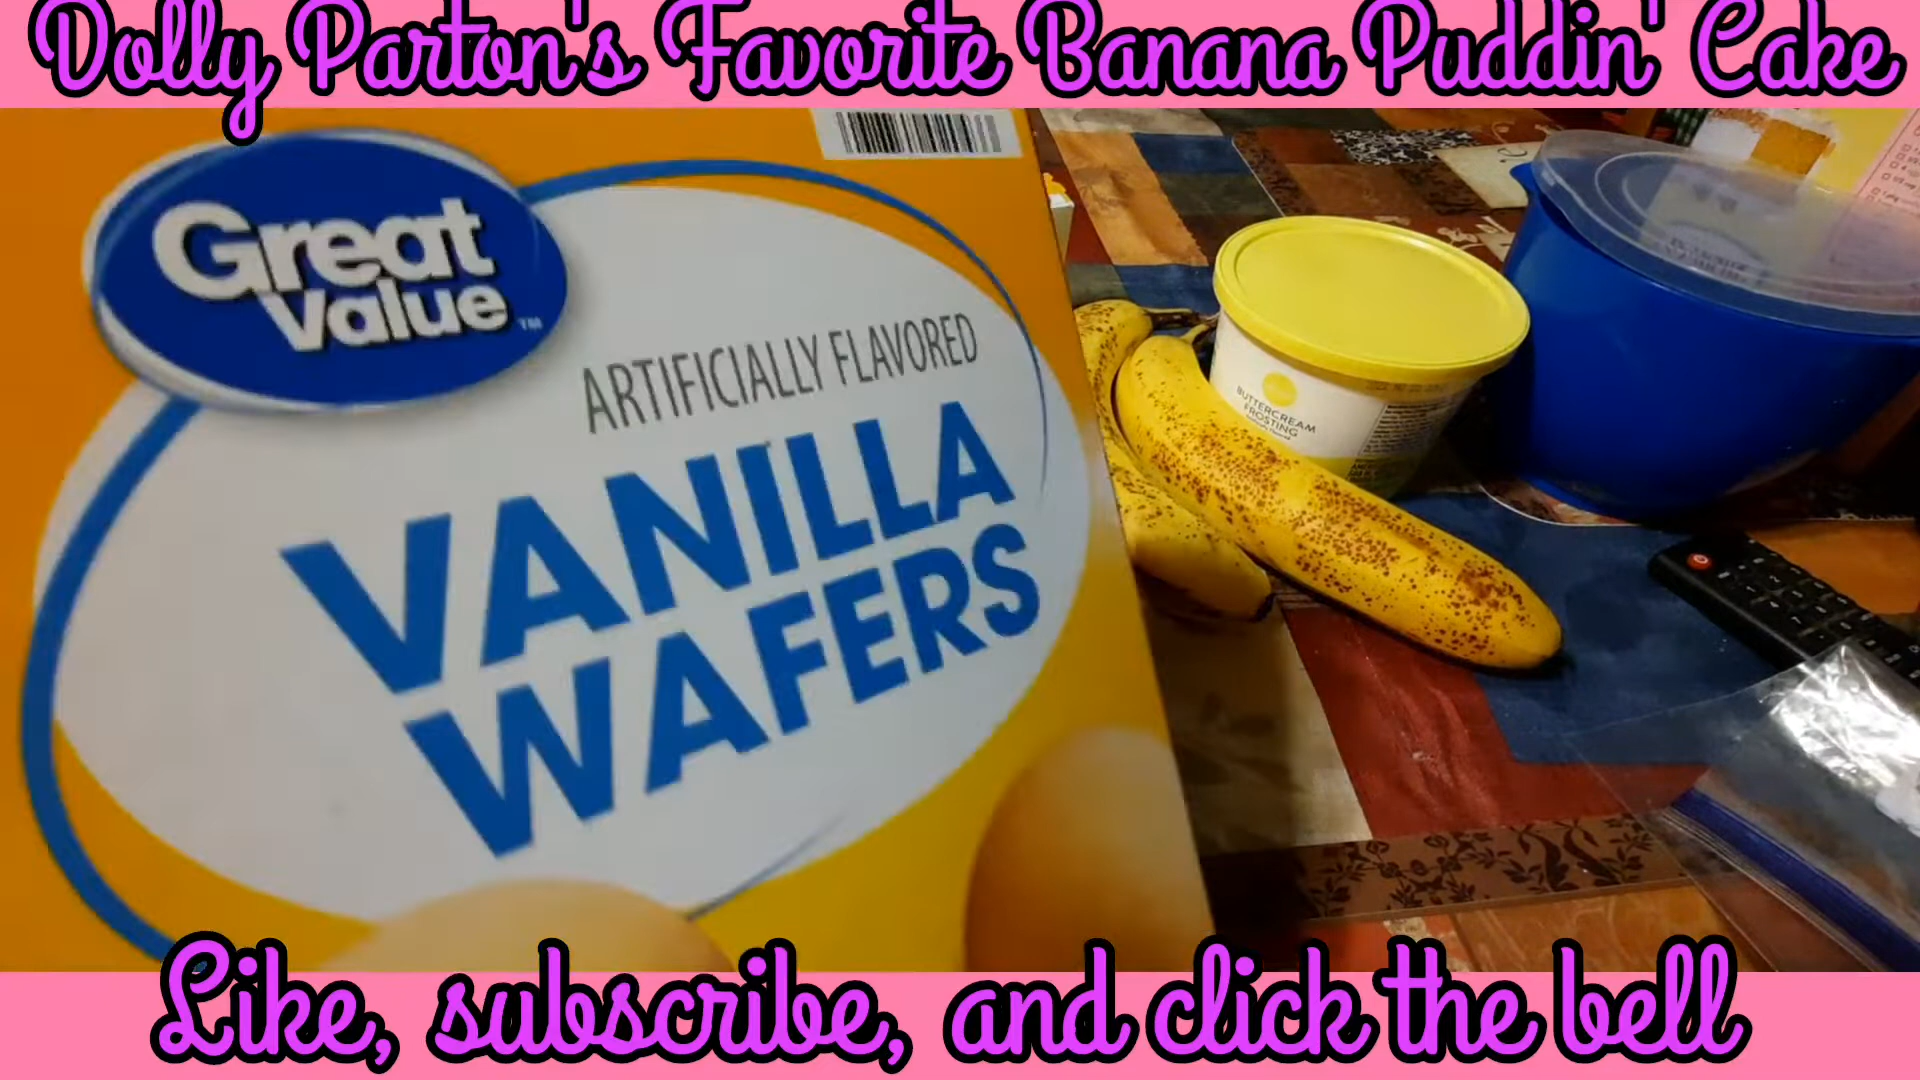 Dolly Parton's Favorite Banana Puddin' Cake
Great
Value™
ARTIFICIALLY FLAVORED
VANILLA
WAFERS
BUTTERCREAM
FROSTING
Like, subscribe, and click the bell